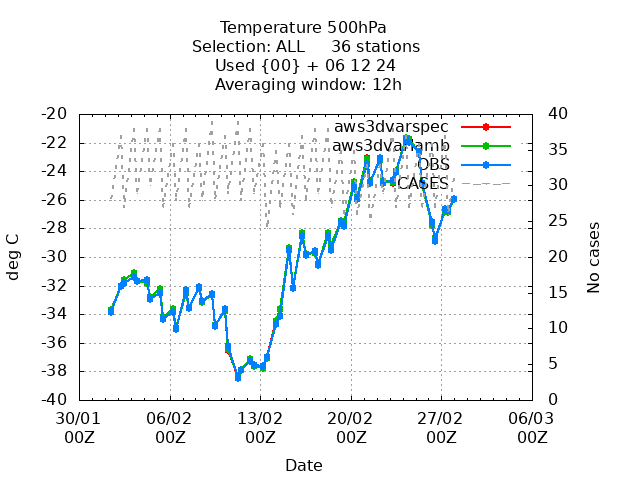 Temperature 500hPa
Selection: ALL     36 stations
Used {00} + 06 12 24
Averaging window: 12h
aws3dvarspec
aws3dvarlamb
OBS
CASES
-20
-22
-24
-26
-28
-30
-32
-34
-36
-38
-40
deg C
40
35
30
25
20
15
10
5
0
No cases
30/01 06/02 13/02 20/02 27/02 06/03
00Z 00Z 00Z 00Z 00Z 00Z
Date